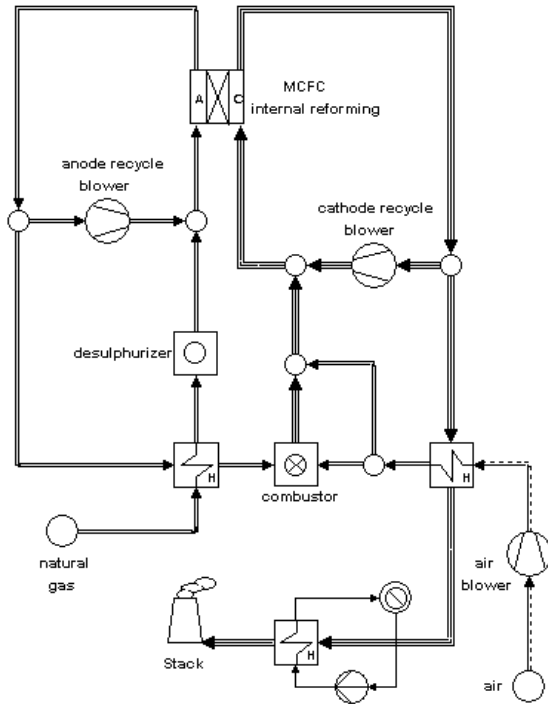 MCFC
internal reforming
A
C
anode recycle
blower
cathode recycle
blower
desulphurizer
H
combustor
H
natural
gas
air
blower
H
Stack
air